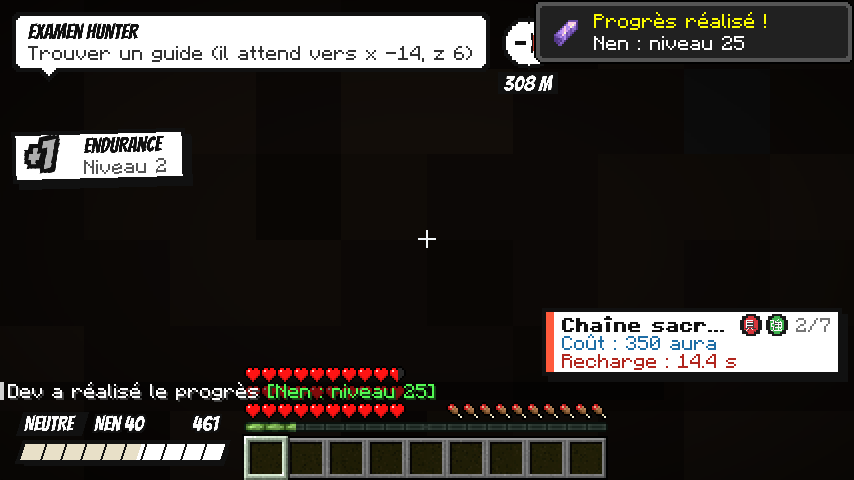 EXAMEN HUNTER
Trouver un guide (il attend vers x -14, z 6)
308 M
Progrès réalisé !
Nen : niveau 25
+1
ENDURANCE
Niveau 2
Chaîne sacr... 2/7
Coût : 350 aura
Recharge : 14.4 s
Dev a réalisé le progrès [Nen : niveau 25]
NEUTRE NEN 40 461